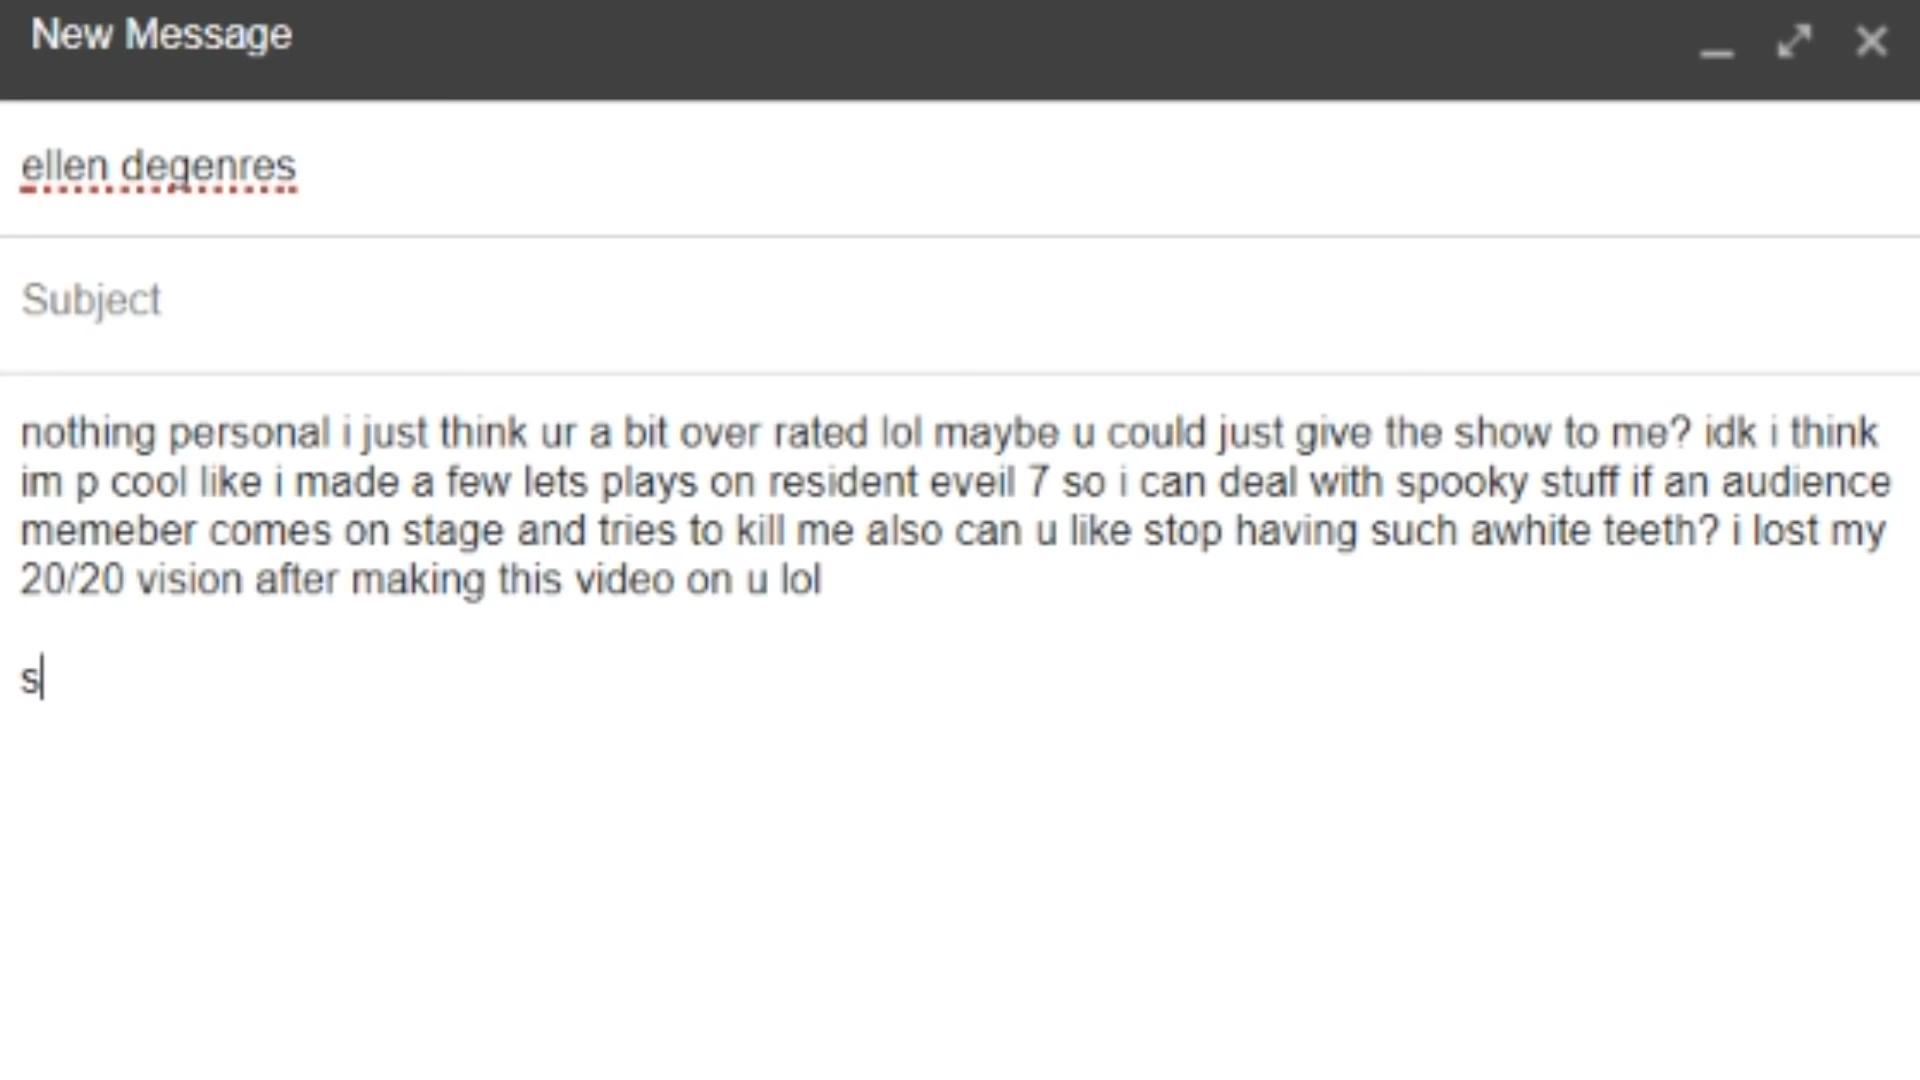 New Message
ellen degenres
Subject
nothing personal i just think ur a bit over rated lol maybe u could just give the show to me? idk i think
im p cool like i made a few lets plays on resident eveil 7 so i can deal with spooky stuff if an audience
memeber comes on stage and tries to kill me also can u like stop having such awhite teeth? i lost my
20/20 vision after making this video on u lol
s